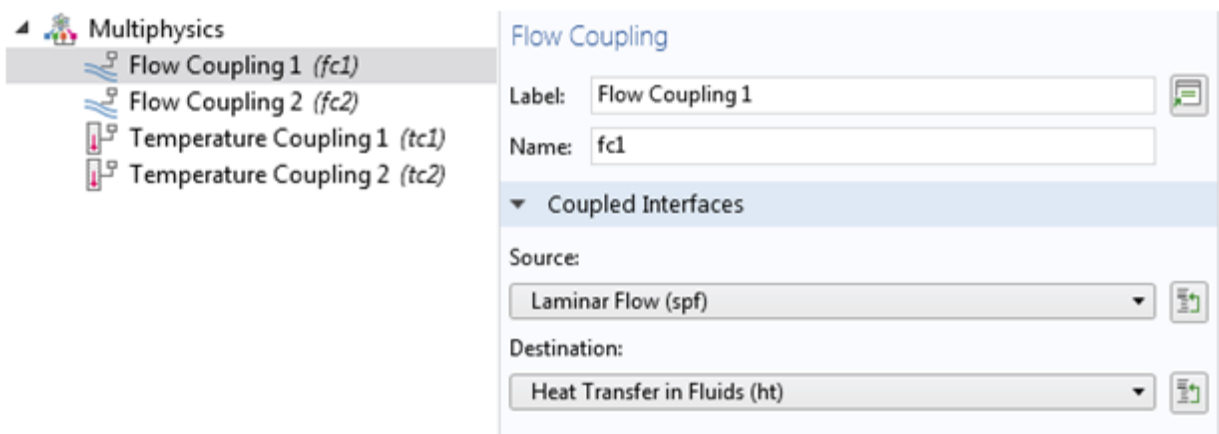 Multiphysics
Flow Coupling 1 (fc1)
Flow Coupling 2 (fc2)
Temperature Coupling 1 (tc1)
Temperature Coupling 2 (tc2)
Flow Coupling
Label: Flow Coupling 1
Name: fc1
Coupled Interfaces
Source:
Laminar Flow (spf)
Destination:
Heat Transfer in Fluids (ht)